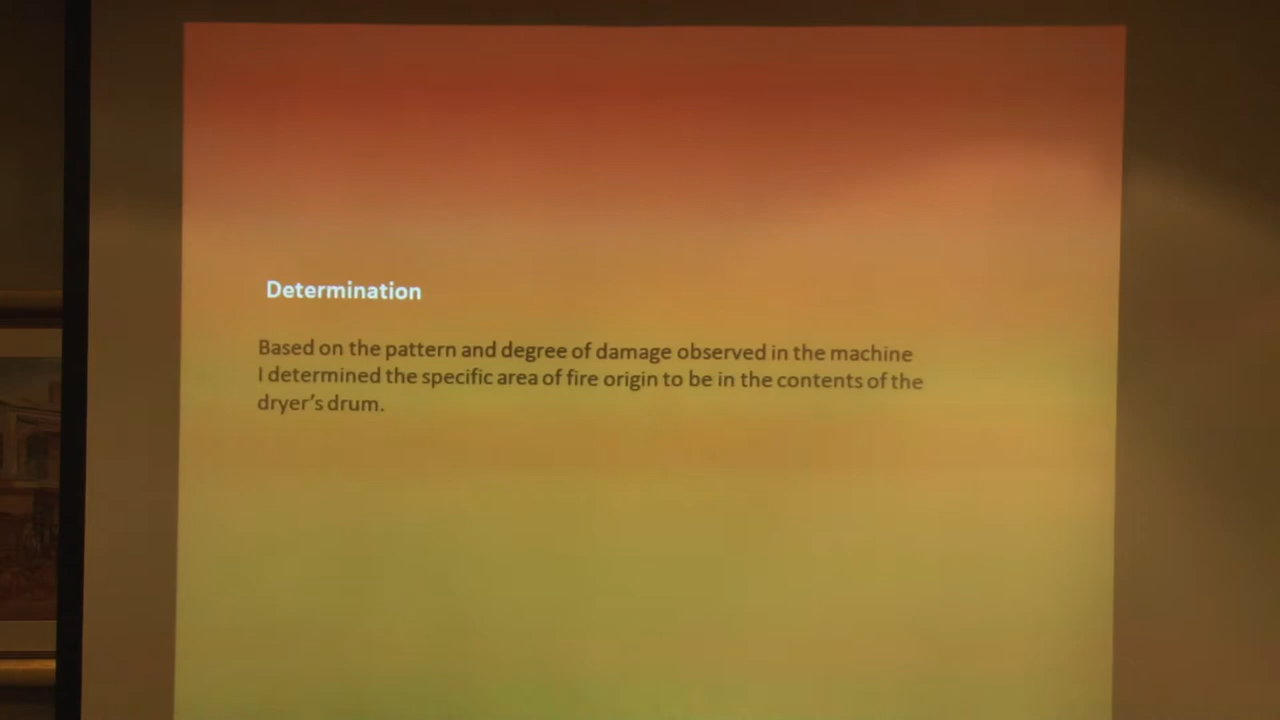 Determination
Based on the pattern and degree of damage observed in the machine
I determined the specific area of fire origin to be in the contents of the
dryer's drum.